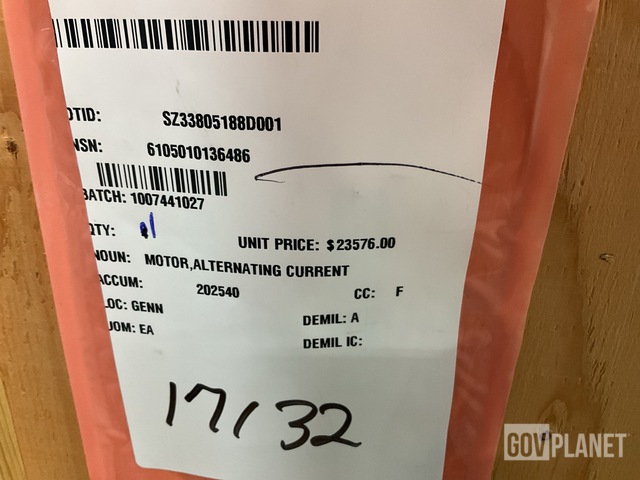 DTID: SZ33805188D001
NSN: 6105010136486
BATCH: 1007441027
QTY: 1 UNIT PRICE: $23576.00
NOUN: MOTOR,ALTERNATING CURRENT
ACCUM: 202540 CC: F
LOC: GENN DEMIL: A
UOM: EA DEMIL IC:
17132
GOVPLANET